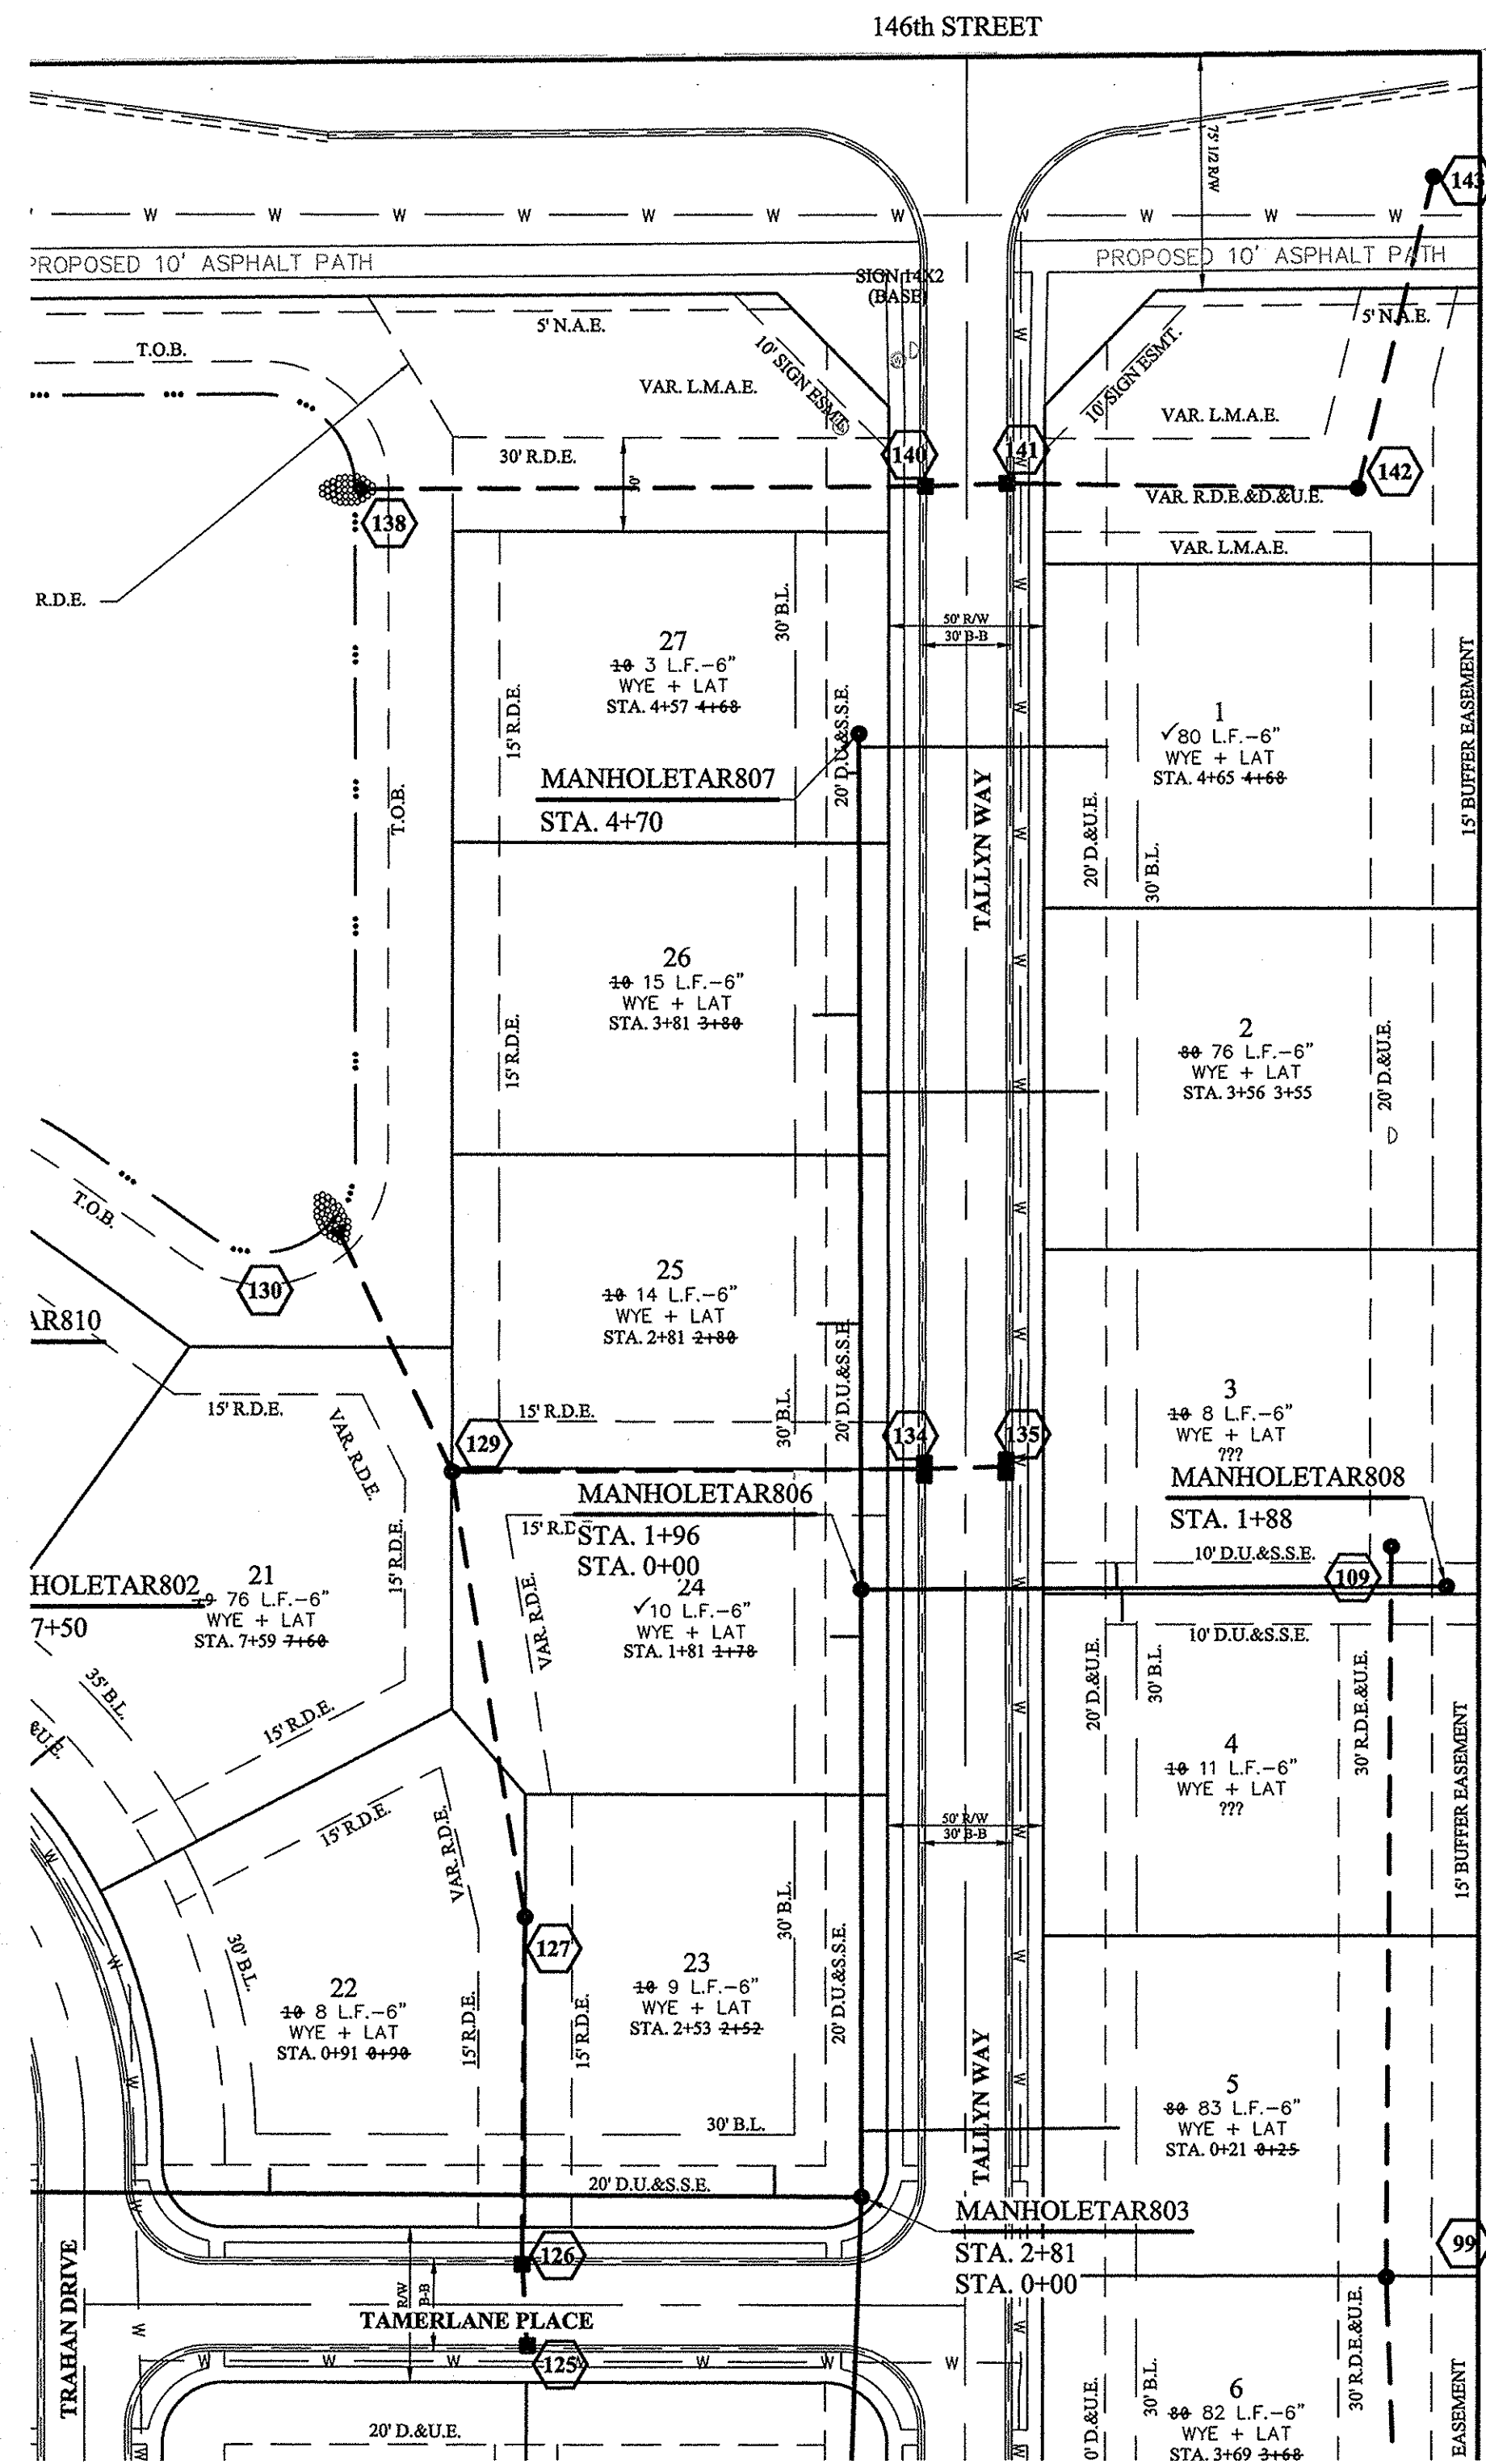 146th STREET
75' 1/2 R/W
143
W W W W W W W W W W W
PROPOSED 10' ASPHALT PATH
PROPOSED 10' ASPHALT PATH
SIGN 14X2
(BASE)
5' N.A.E.
5' N.A.E.
T.O.B.
10' SIGN ESMT.
10' SIGN ESMT.
VAR. L.M.A.E.
VAR. L.M.A.E.
30' R.D.E.
30'
140
141
142
138
VAR. R.D.E.&D.&U.E.
VAR. L.M.A.E.
R.D.E.
50' R/W
30' B-B
27
10 3 L.F.-6"
WYE + LAT
STA. 4+57 4+68
30' B.L.
15' R.D.E.
20' D.U.&S.S.E.
15' BUFFER EASEMENT
1
✓80 L.F.-6"
WYE + LAT
STA. 4+65 4+68
MANHOLETAR807
STA. 4+70
T.O.B.
TALLYN WAY
20' D.&U.E.
30' B.L.
26
10 15 L.F.-6"
WYE + LAT
STA. 3+81 3+80
15' R.D.E.
2
80 76 L.F.-6"
WYE + LAT
STA. 3+56 3+55
20' D.&U.E.
T.O.B.
130
25
10 14 L.F.-6"
WYE + LAT
STA. 2+81 2+80
AR810
15' R.D.E.
VAR. R.D.E.
15' R.D.E.
30' B.L.
20' D.U.&S.S.E.
129
134
135
3
10 8 L.F.-6"
WYE + LAT
???
MANHOLETAR806
STA. 1+96
STA. 0+00
MANHOLETAR808
STA. 1+88
15' R.D
10' D.U.&S.S.E.
109
HOLETAR802
7+50
21
19 76 L.F.-6"
WYE + LAT
STA. 7+59 7+60
15' R.D.E.
VAR. R.D.E.
24
✓10 L.F.-6"
WYE + LAT
STA. 1+81 1+78
10' D.U.&S.S.E.
35' B.L.
&U.E.
15' R.D.E.
20' D.&U.E.
30' B.L.
30' R.D.E.&U.E.
15' BUFFER EASEMENT
4
10 11 L.F.-6"
WYE + LAT
???
15' R.D.E.
VAR. R.D.E.
50' R/W
30' B-B
30' B.L.
127
30' B.L.
20' D.U.&S.S.E.
22
10 8 L.F.-6"
WYE + LAT
STA. 0+91 0+90
15' R.D.E.
15' R.D.E.
23
10 9 L.F.-6"
WYE + LAT
STA. 2+53 2+52
TALLYN WAY
5
80 83 L.F.-6"
WYE + LAT
STA. 0+21 0+25
30' B.L.
20' D.U.&S.S.E.
MANHOLETAR803
STA. 2+81
STA. 0+00
126
99
TRAHAN DRIVE
R/W
B-B
TAMERLANE PLACE
125
W W W W W W
20' D.&U.E.
0' D.&U.E.
30' B.L.
30' R.D.E.&U.E.
EASEMENT
6
80 82 L.F.-6"
WYE + LAT
STA. 3+69 3+68